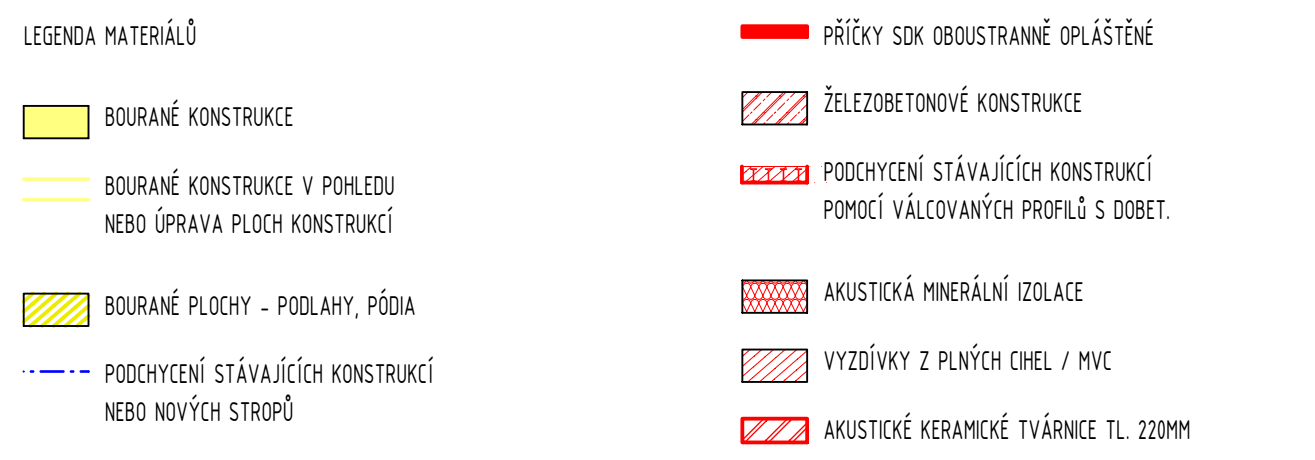 LEGENDA MATERIÁLŮ
BOURANÉ KONSTRUKCE
BOURANÉ KONSTRUKCE V POHLEDU
NEBO ÚPRAVA PLOCH KONSTRUKCÍ
BOURANÉ PLOCHY - PODLAHY, PÓDIA
PODCHYCENÍ STÁVAJÍCÍCH KONSTRUKCÍ
NEBO NOVÝCH STROPŮ
PŘÍČKY SDK OBOUSTRANNĚ OPLÁŠTĚNÉ
ŽELEZOBETONOVÉ KONSTRUKCE
PODCHYCENÍ STÁVAJÍCÍCH KONSTRUKCÍ
POMOCÍ VÁLCOVANÝCH PROFILů S DOBET.
AKUSTICKÁ MINERÁLNÍ IZOLACE
VYZDÍVKY Z PLNÝCH CIHEL / MVC
AKUSTICKÉ KERAMICKÉ TVÁRNICE TL. 220MM